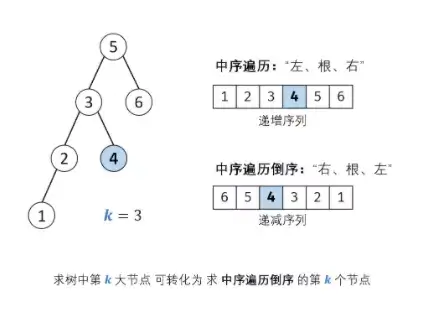 5
中序遍历：“左、根、右”
3
6
1 2 3 4 5 6
递增序列
2
4
中序遍历倒序：“右、根、左”
6 5 4 3 2 1
1
k = 3
递减序列
求树中第 k 大节点 可转化为 求 中序遍历倒序 的第 k 个节点